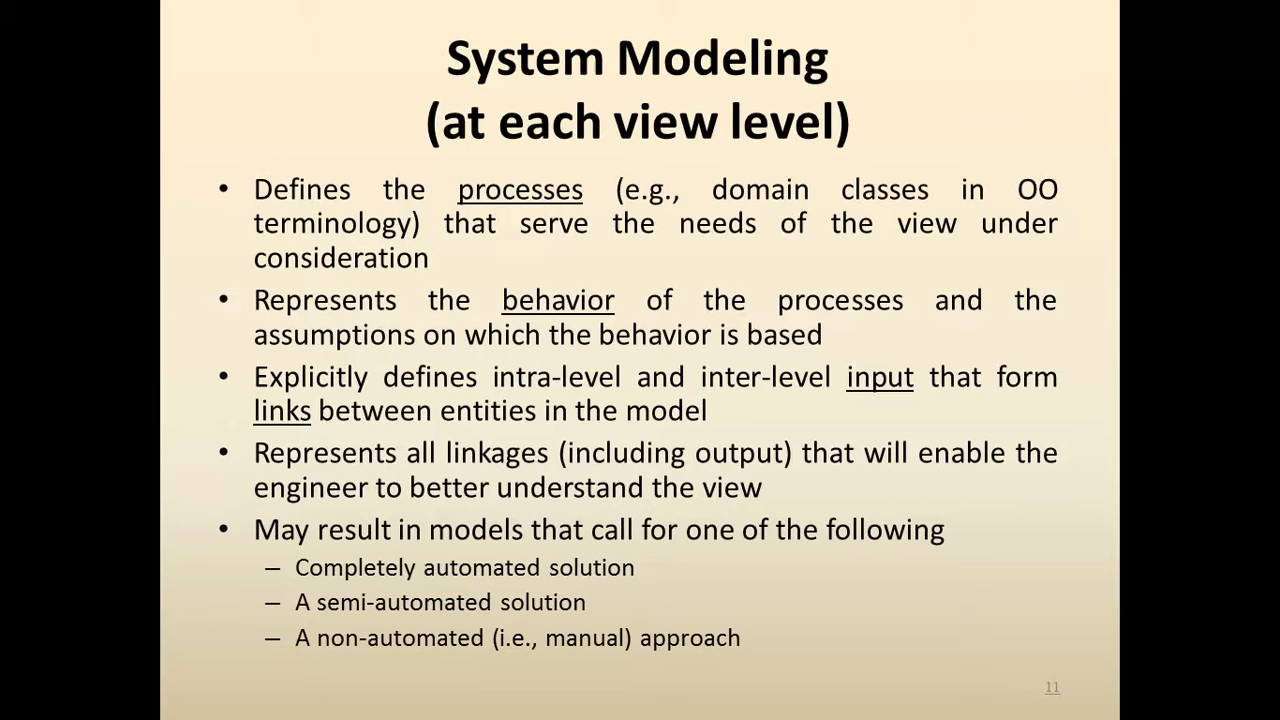 System Modeling
(at each view level)
• Defines the processes (e.g., domain classes in OO
terminology) that serve the needs of the view under
consideration
• Represents the behavior of the processes and the
assumptions on which the behavior is based
• Explicitly defines intra-level and inter-level input that form
links between entities in the model
• Represents all linkages (including output) that will enable the
engineer to better understand the view
• May result in models that call for one of the following
– Completely automated solution
– A semi-automated solution
– A non-automated (i.e., manual) approach
11